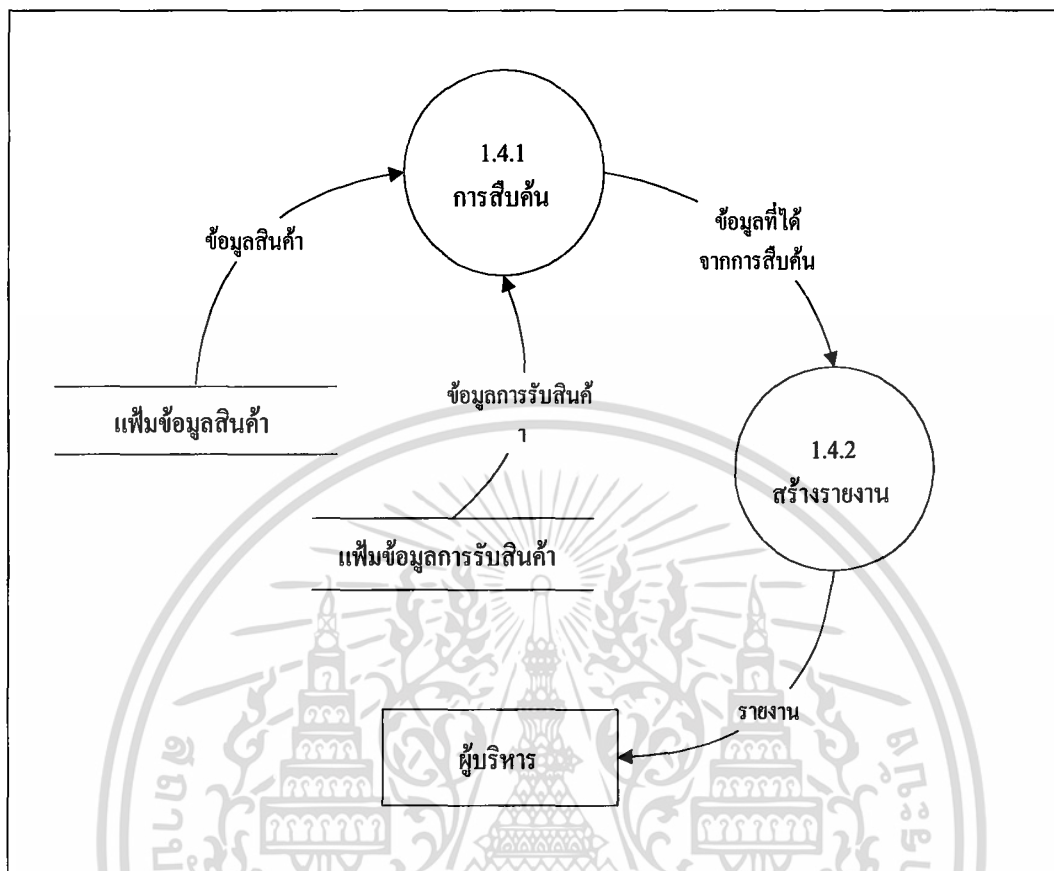 1.4.1
การสืบค้น
ข้อมูลสินค้า
ข้อมูลที่ได้
จากการสืบค้น
แฟ้มข้อมูลสินค้า
ข้อมูลการรับสินค้
า
1.4.2
สร้างรายงาน
แฟ้มข้อมูลการรับสินค้า
รายงาน
ผู้บริหาร